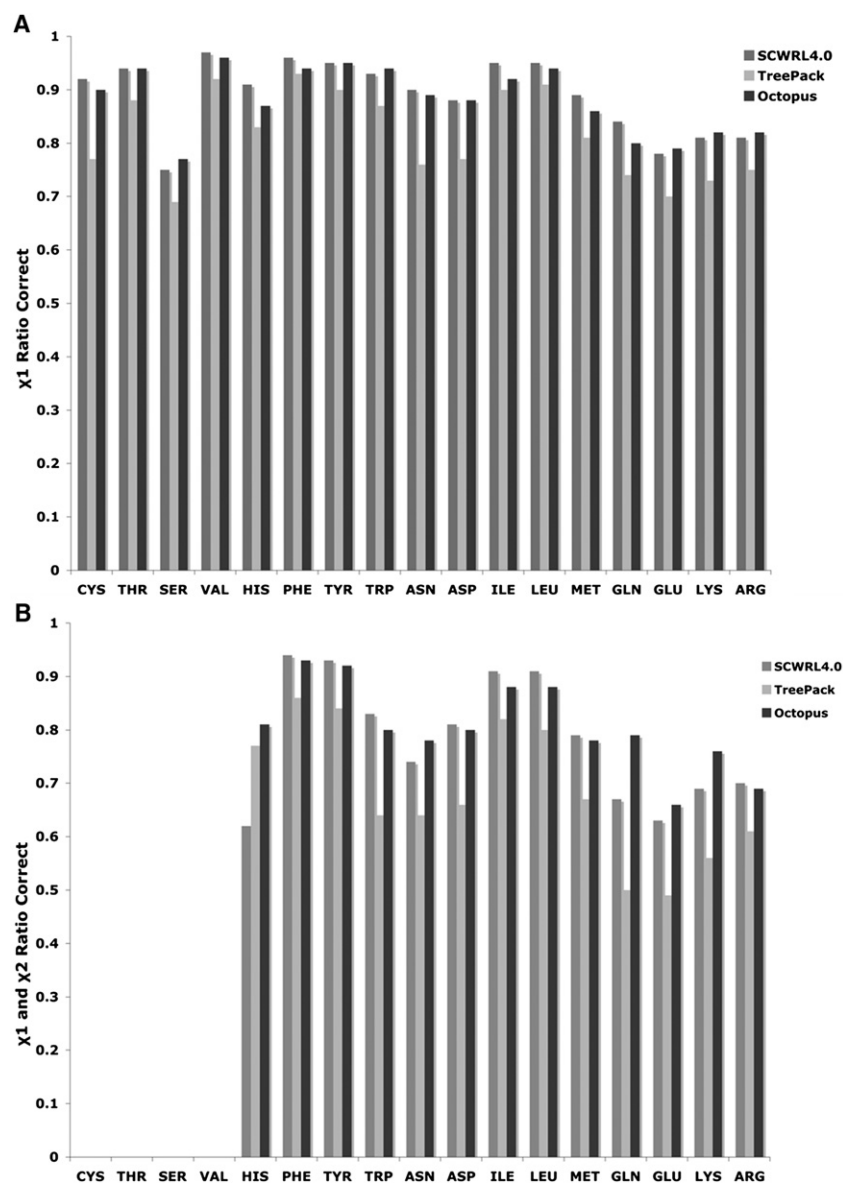 A
1
0.9
0.8
0.7
0.6
0.5
0.4
0.3
0.2
0.1
0
χ1 Ratio Correct
SCWRL4.0
TreePack
Octopus
CYS THR SER VAL HIS PHE TYR TRP ASN ASP ILE LEU MET GLN GLU LYS ARG
B
1
0.9
0.8
0.7
0.6
0.5
0.4
0.3
0.2
0.1
0
χ1 and χ2 Ratio Correct
SCWRL4.0
TreePack
Octopus
CYS THR SER VAL HIS PHE TYR TRP ASN ASP ILE LEU MET GLN GLU LYS ARG